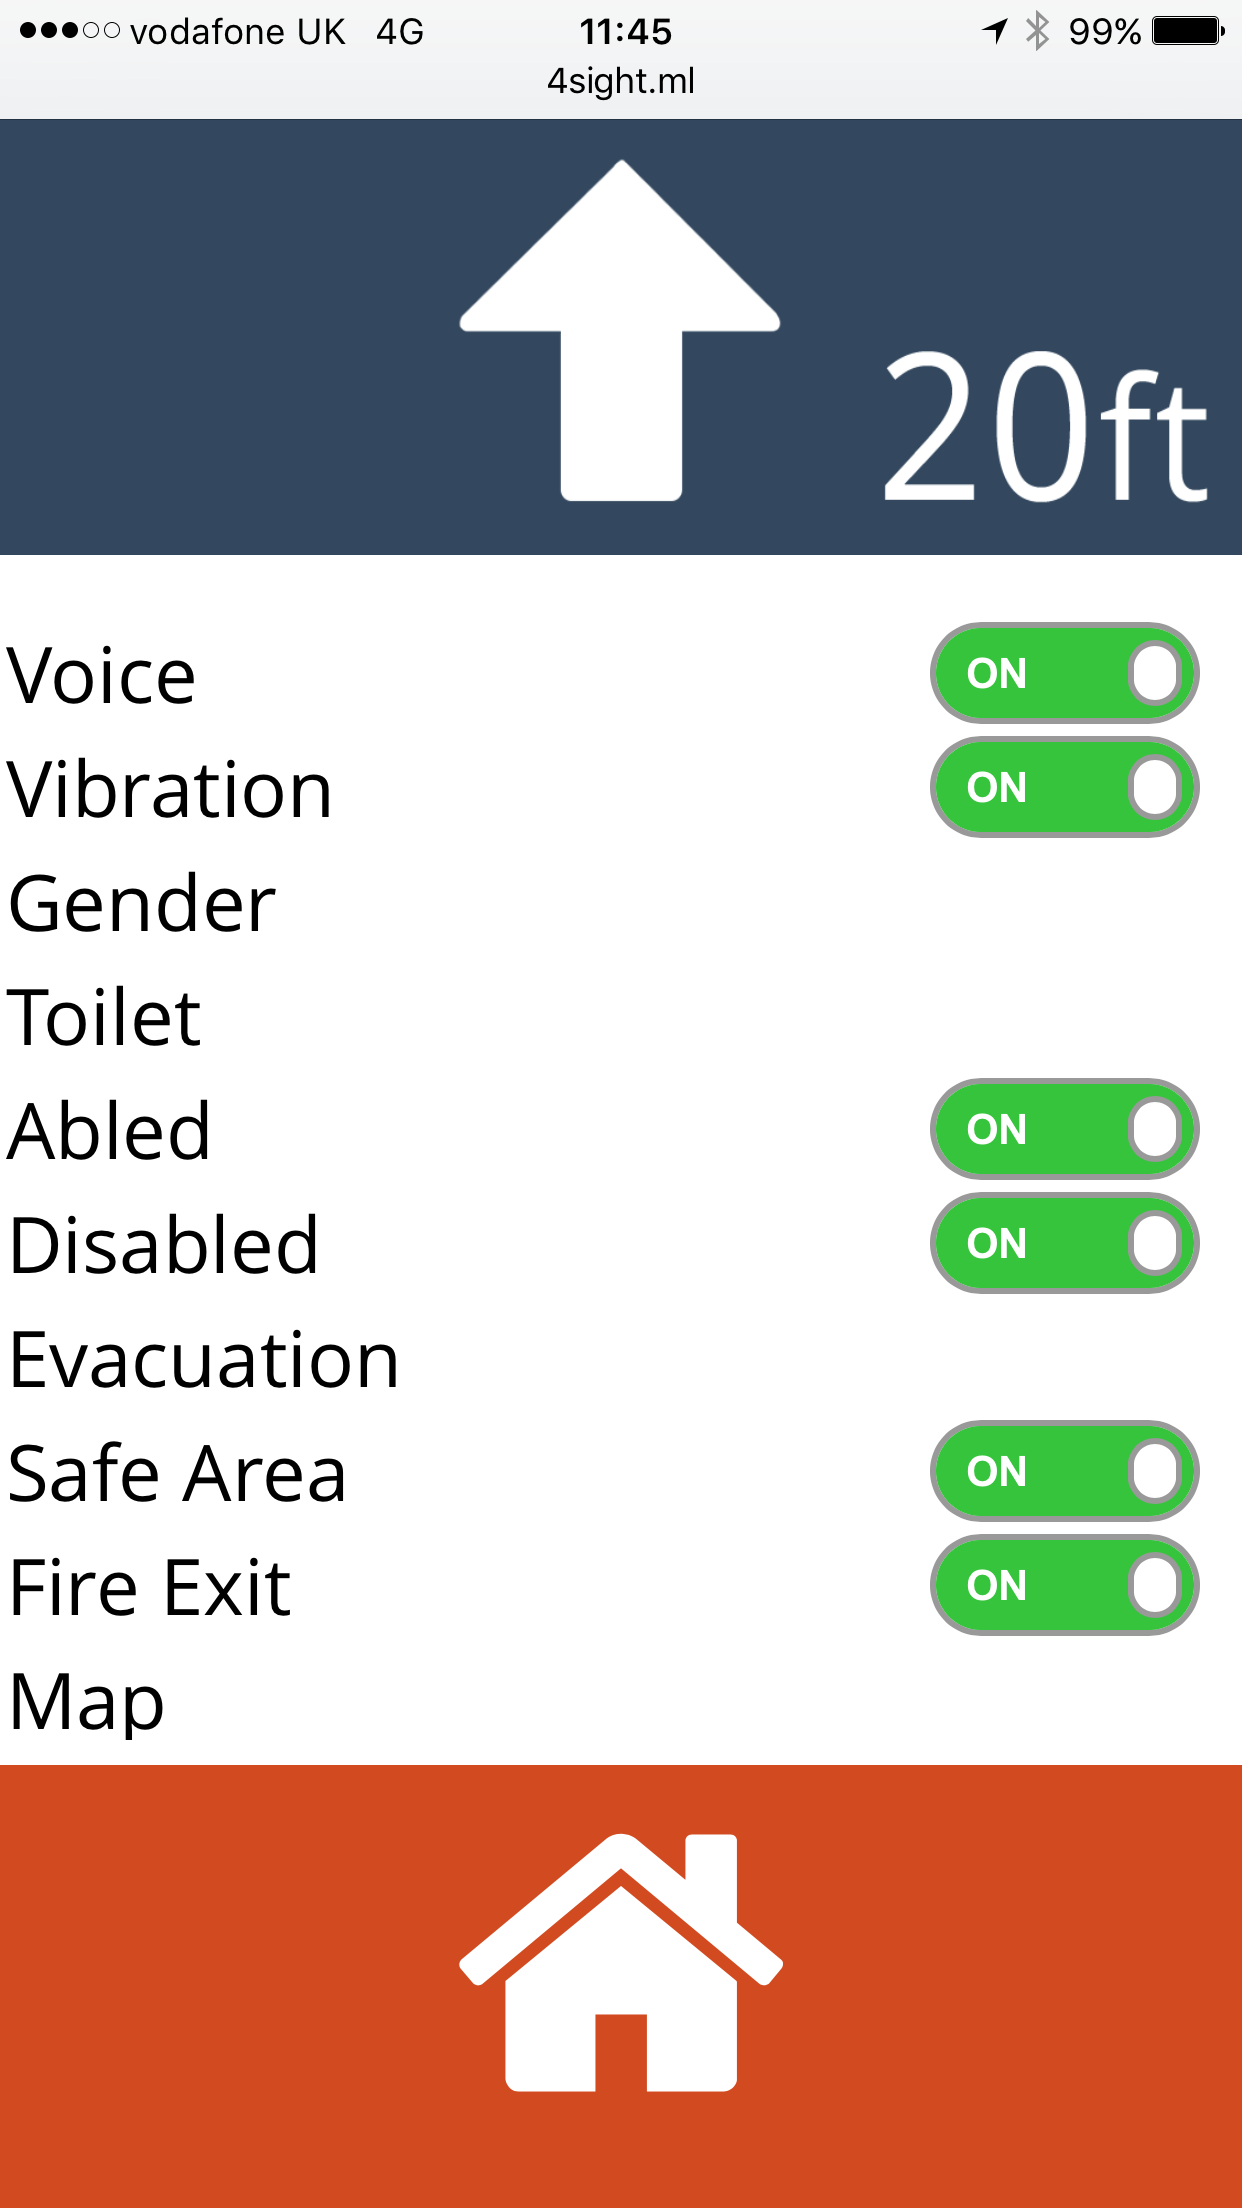 vodafone UK 4G 11:45 99%
4sight.ml
20ft
Voice ON
Vibration ON
Gender
Toilet
Abled ON
Disabled ON
Evacuation
Safe Area ON
Fire Exit ON
Map